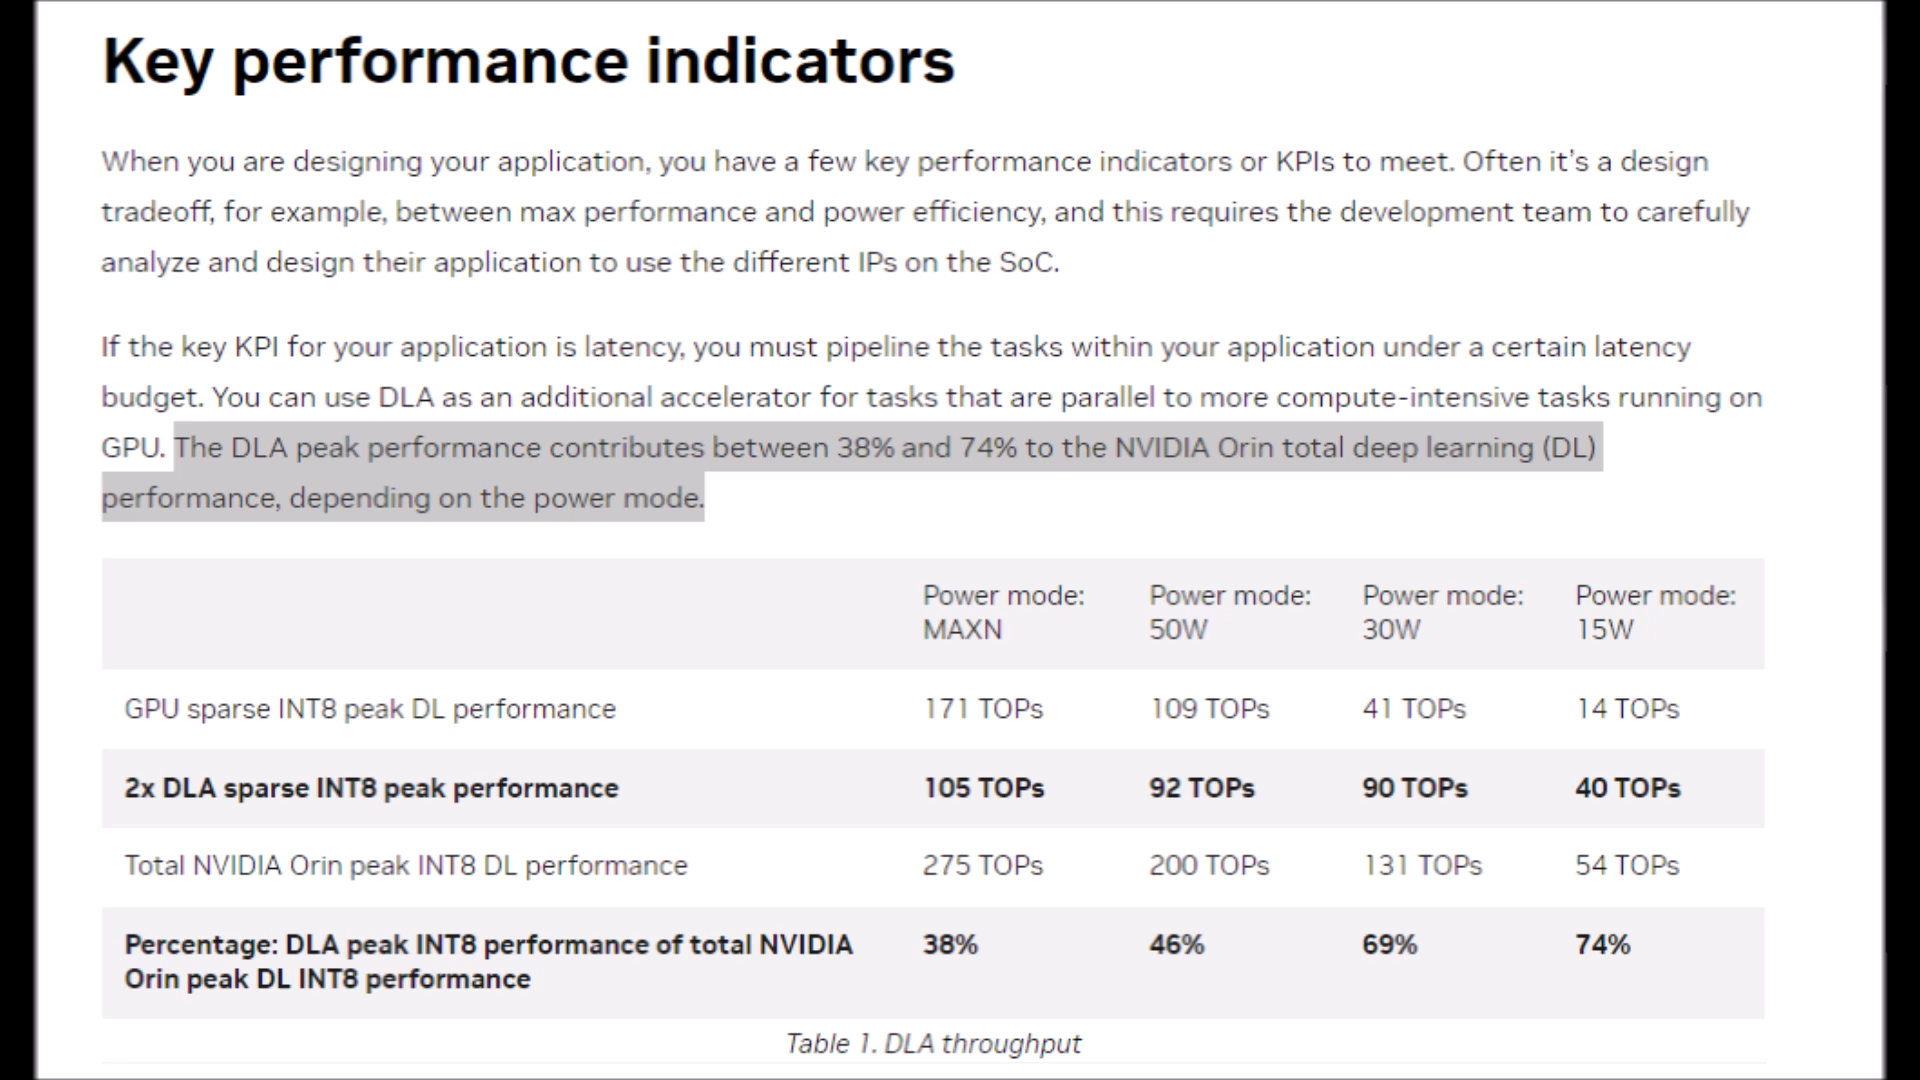 Key performance indicators
When you are designing your application, you have a few key performance indicators or KPIs to meet. Often it’s a design
tradeoff, for example, between max performance and power efficiency, and this requires the development team to carefully
analyze and design their application to use the different IPs on the SoC.
If the key KPI for your application is latency, you must pipeline the tasks within your application under a certain latency
budget. You can use DLA as an additional accelerator for tasks that are parallel to more compute-intensive tasks running on
GPU. The DLA peak performance contributes between 38% and 74% to the NVIDIA Orin total deep learning (DL)
performance, depending on the power mode.
Power mode: Power mode: Power mode: Power mode:
MAXN 50W 30W 15W
GPU sparse INT8 peak DL performance 171 TOPs 109 TOPs 41 TOPs 14 TOPs
2x DLA sparse INT8 peak performance 105 TOPs 92 TOPs 90 TOPs 40 TOPs
Total NVIDIA Orin peak INT8 DL performance 275 TOPs 200 TOPs 131 TOPs 54 TOPs
Percentage: DLA peak INT8 performance of total NVIDIA 38% 46% 69% 74%
Orin peak DL INT8 performance
Table 1. DLA throughput